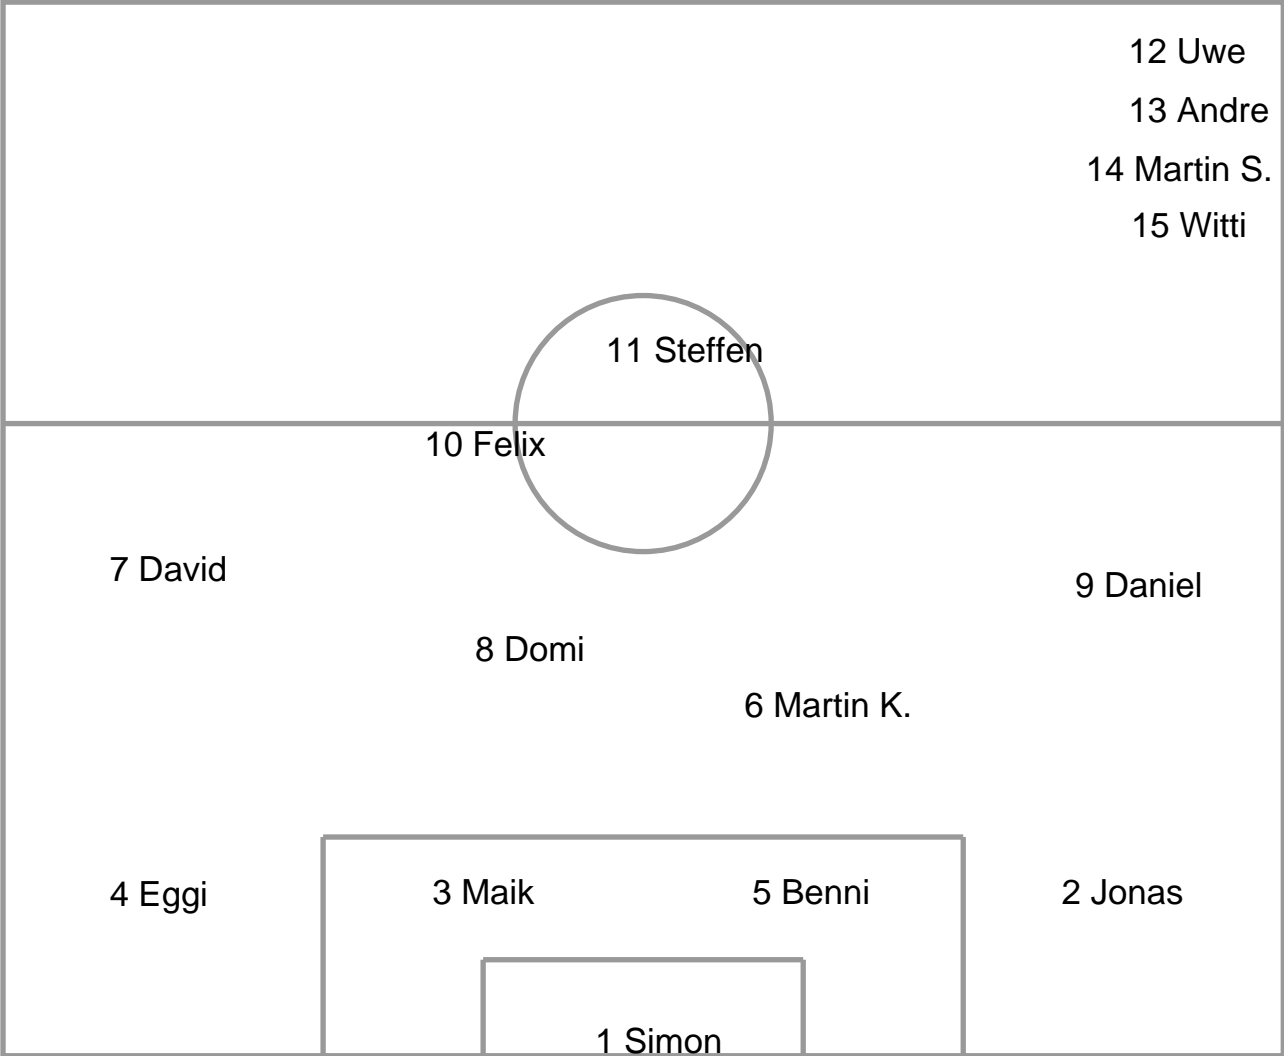 12 Uwe
13 Andre
14 Martin S.
15 Witti
11 Steffen
10 Felix
7 David
9 Daniel
8 Domi
6 Martin K.
4 Eggi
3 Maik
5 Benni
2 Jonas
1 Simon